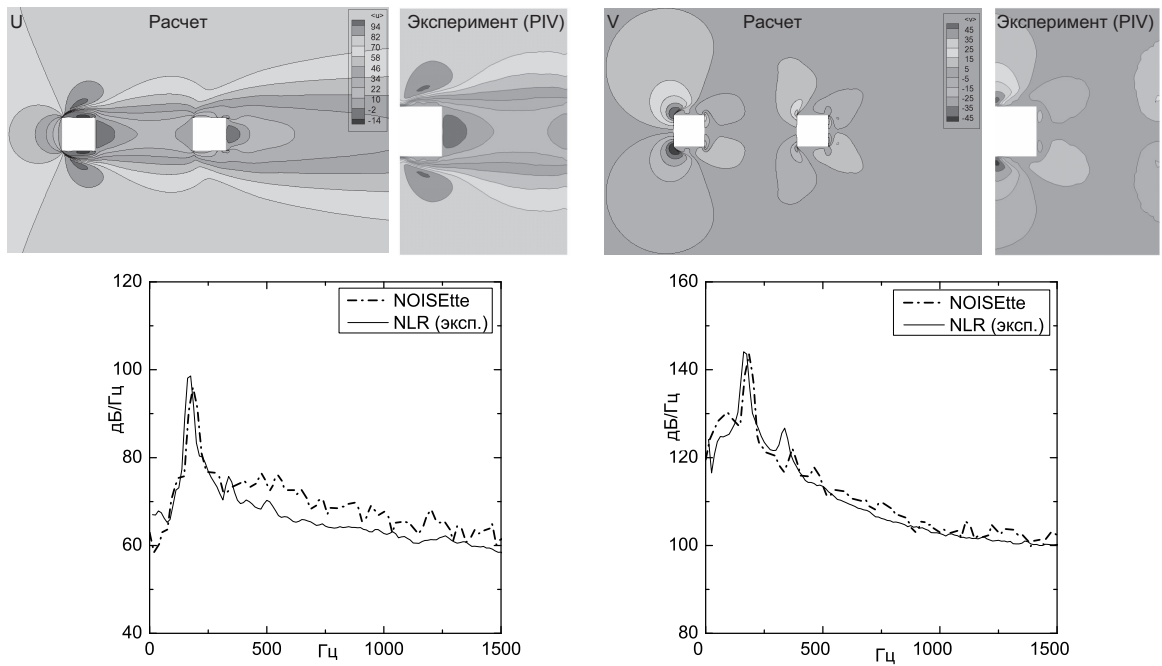 U
Расчет
<u>
94
82
70
58
46
34
22
10
-2
-14
Эксперимент (PIV)
V
Расчет
<v>
45
35
25
15
5
-5
-15
-25
-35
-45
Эксперимент (PIV)
120
100
80
60
40
дБ/Гц
NOISEtte
NLR (эксп.)
0
500
1000
1500
Гц
160
140
120
100
80
дБ/Гц
NOISEtte
NLR (эксп.)
0
500
1000
1500
Гц